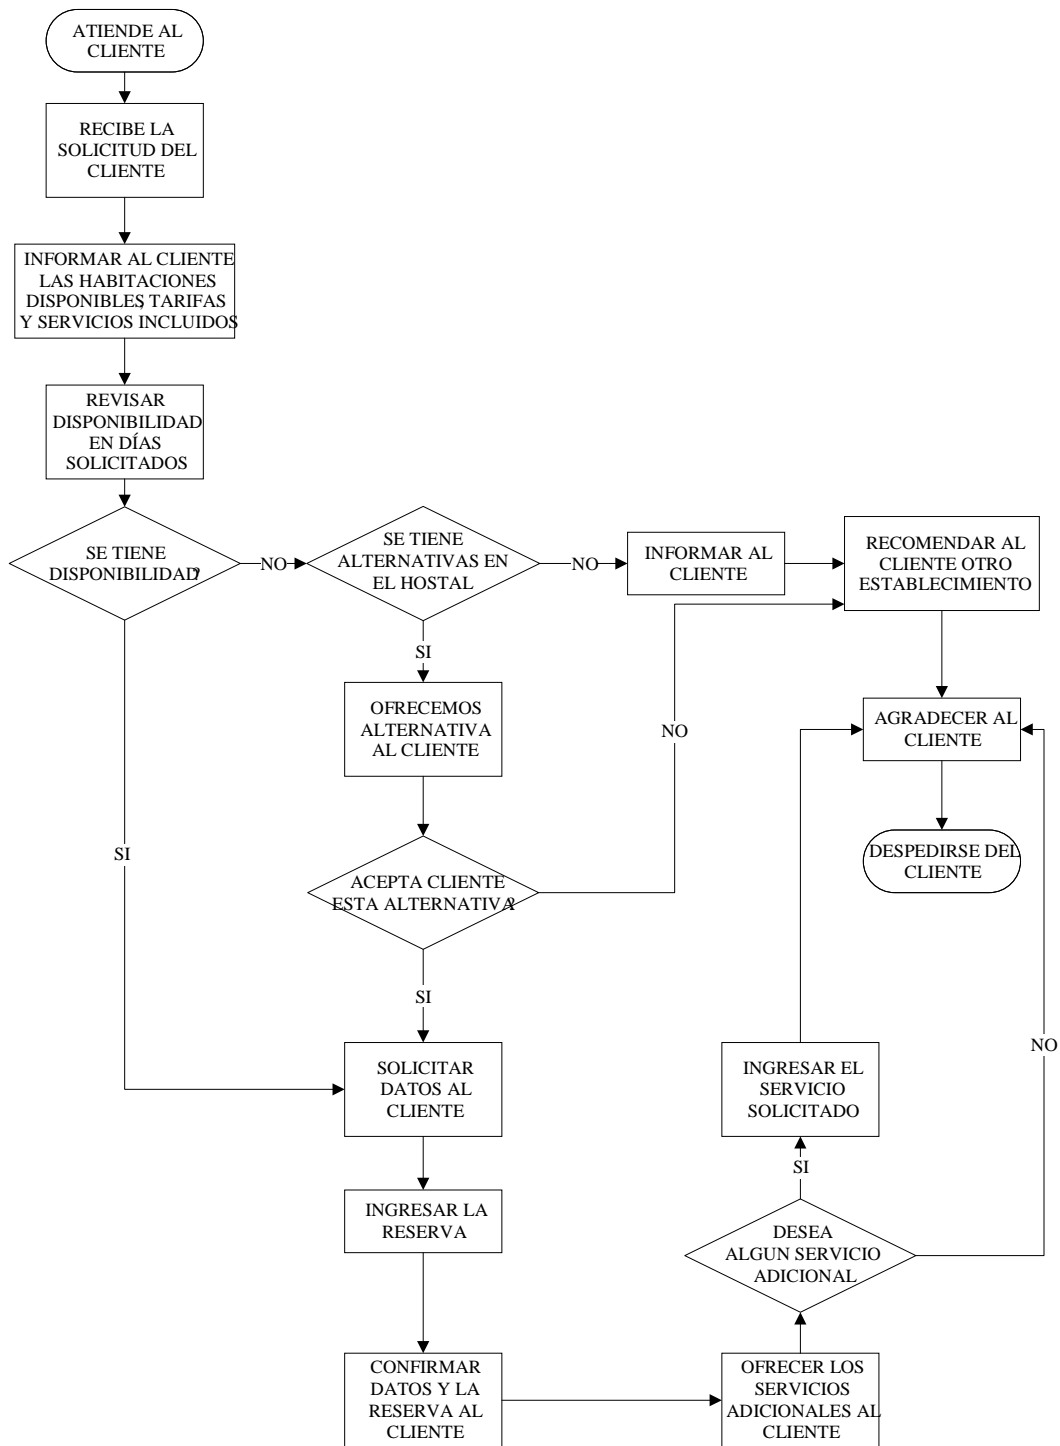 ATIENDE AL
CLIENTE
RECIBE LA
SOLICITUD DEL
CLIENTE
INFORMAR AL CLIENTE
LAS HABITACIONES
DISPONIBLES, TARIFAS
Y SERVICIOS INCLUIDOS
REVISAR
DISPONIBILIDAD
EN DÍAS
SOLICITADOS
SE TIENE
DISPONIBILIDAD?
NO
SE TIENE
ALTERNATIVAS EN
EL HOSTAL
NO
INFORMAR AL
CLIENTE
RECOMENDAR AL
CLIENTE OTRO
ESTABLECIMIENTO
SI
OFRECEMOS
ALTERNATIVA
AL CLIENTE
NO
AGRADECER AL
CLIENTE
SI
ACEPTA CLIENTE
ESTA ALTERNATIVA?
DESPEDIRSE DEL
CLIENTE
SI
SOLICITAR
DATOS AL
CLIENTE
INGRESAR EL
SERVICIO
SOLICITADO
NO
SI
INGRESAR LA
RESERVA
DESEA
ALGUN SERVICIO
ADICIONAL
CONFIRMAR
DATOS Y LA
RESERVA AL
CLIENTE
OFRECER LOS
SERVICIOS
ADICIONALES AL
CLIENTE